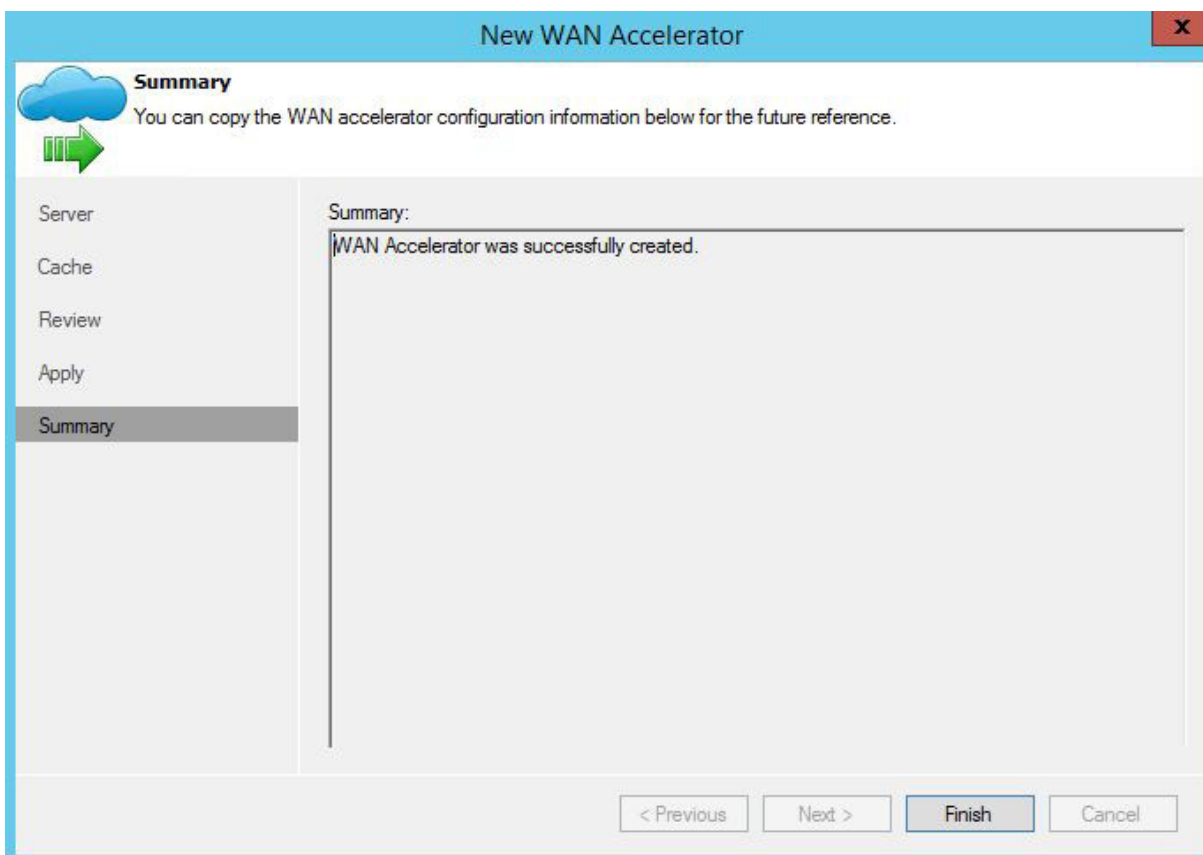 New WAN Accelerator
x
Summary
You can copy the WAN accelerator configuration information below for the future reference.
Server
Cache
Review
Apply
Summary
Summary:
WAN Accelerator was successfully created.
< Previous
Next >
Finish
Cancel